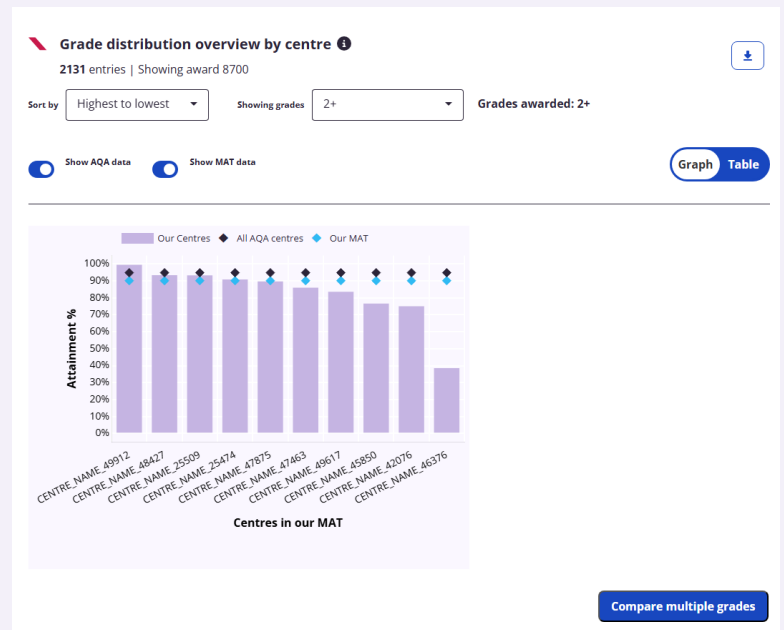 Grade distribution overview by centre
2131 entries | Showing award 8700
Sort by Highest to lowest Showing grades 2+ Grades awarded: 2+
Show AQA data Show MAT data Graph Table
Our Centres All AQA centres Our MAT
100%
90%
80%
70%
60%
50%
40%
30%
20%
10%
0%
Attainment %
CENTRE_NAME_49912
CENTRE_NAME_48427
CENTRE_NAME_25509
CENTRE_NAME_25474
CENTRE_NAME_47875
CENTRE_NAME_47463
CENTRE_NAME_49617
CENTRE_NAME_45850
CENTRE_NAME_42076
CENTRE_NAME_46376
Centres in our MAT
Compare multiple grades